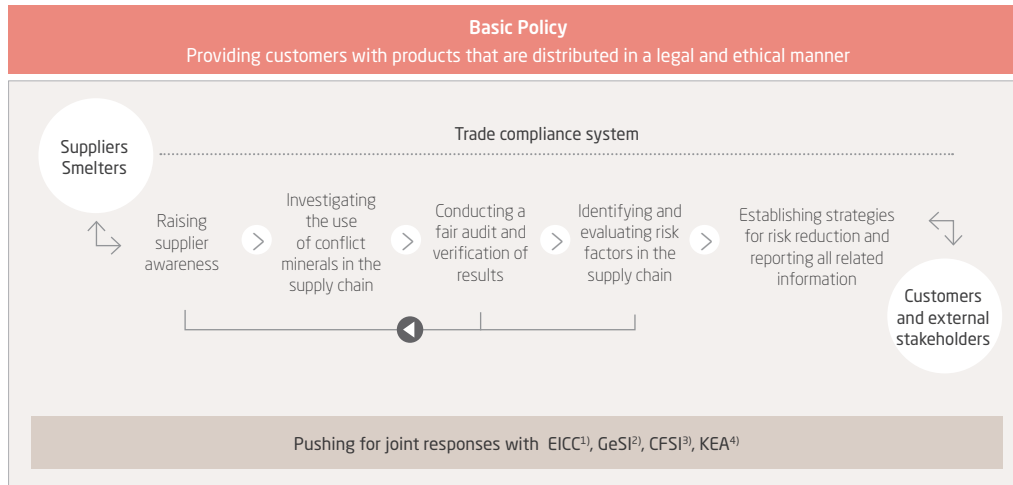 Basic Policy
Providing customers with products that are distributed in a legal and ethical manner
Suppliers
Smelters
Trade compliance system
Raising
supplier
awareness
Investigating
the use
of conflict
minerals in the
supply chain
Conducting a
fair audit and
verification of
results
Identifying and
evaluating risk
factors in the
supply chain
Establishing strategies
for risk reduction and
reporting all related
information
Customers
and external
stakeholders
Pushing for joint responses with EICC1), GeSI2), CFSI3), KEA4)